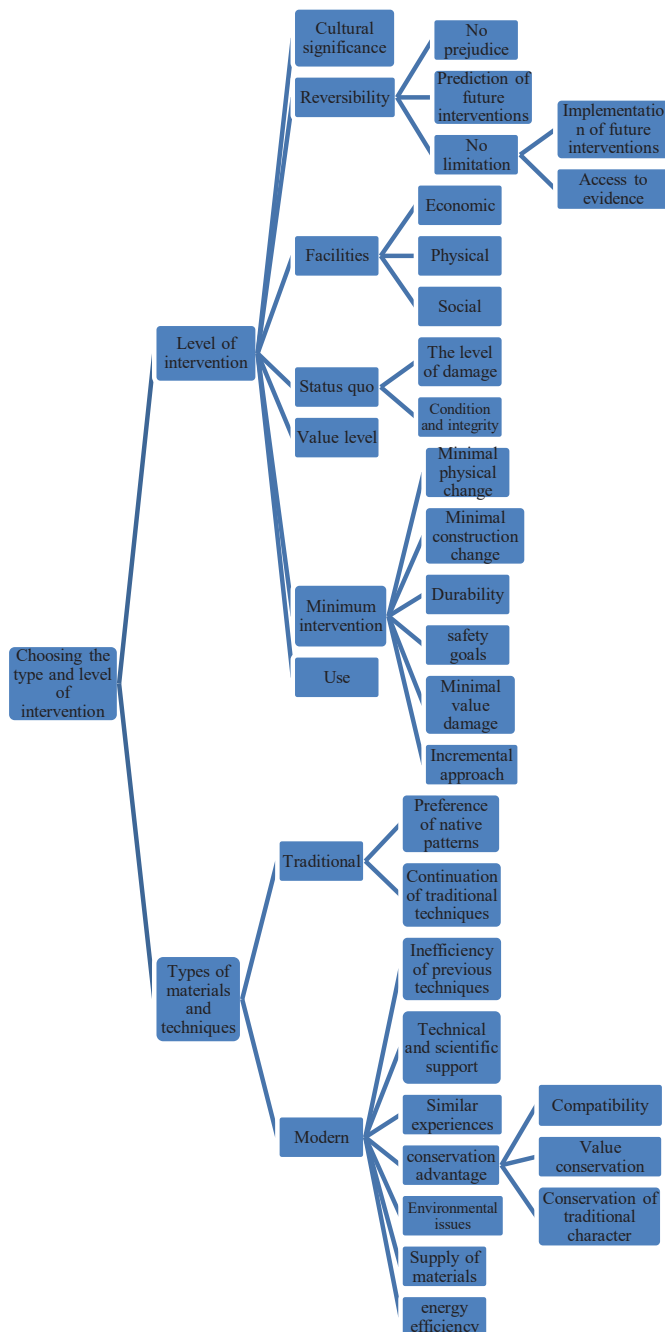 Choosing the
type and level
of
intervention
Level of
intervention
Cultural
significance
Reversibility
No
prejudice
Prediction of
future
interventions
No
limitation
Implementatio
n of future
interventions
Access to
evidence
Facilities
Economic
Physical
Social
Status quo
The level
of damage
Condition
and integrity
Value level
Minimum
intervention
Minimal
physical
change
Minimal
construction
change
Durability
safety
goals
Minimal
value
damage
Incremental
approach
Use
Types of
materials
and
techniques
Traditional
Preference
of native
patterns
Continuation
of traditional
techniques
Modern
Inefficiency
of previous
techniques
Technical
and scientific
support
Similar
experiences
conservation
advantage
Compatibility
Value
conservation
Conservation of
traditional
character
Environmental
issues
Supply of
materials
energy
efficiency